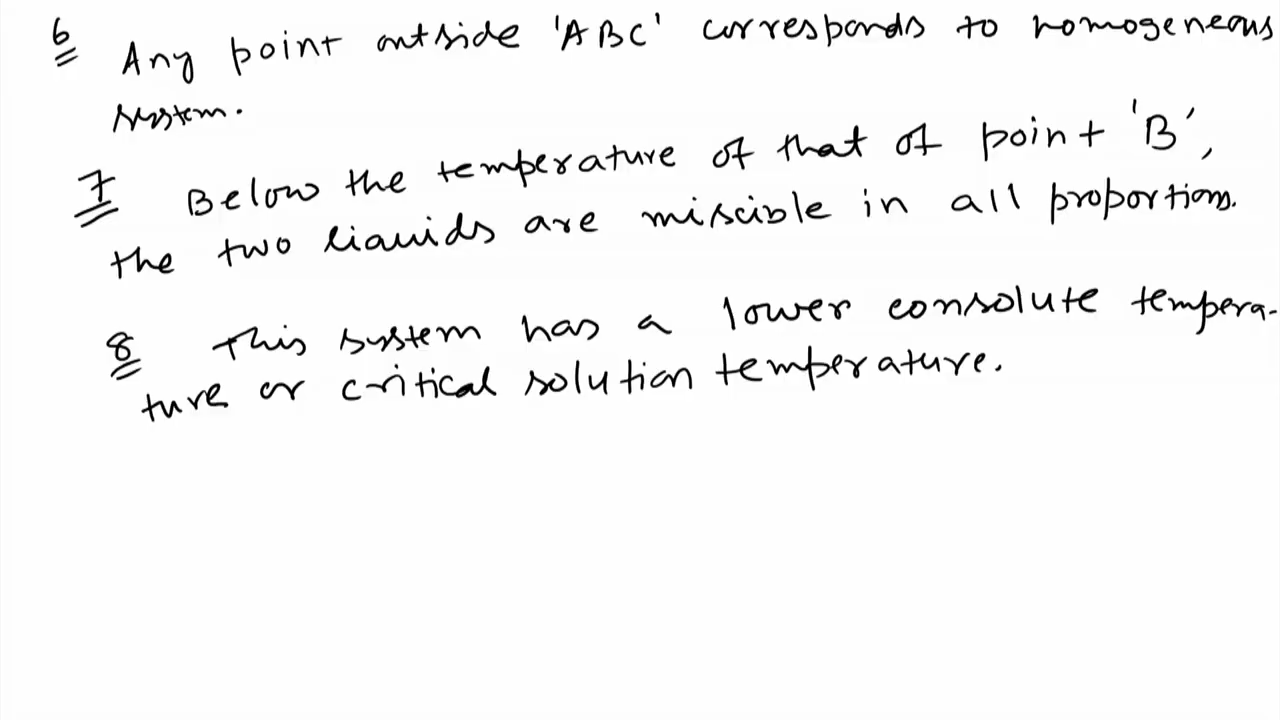 6 Any point outside 'ABC' corresponds to homogeneous
system.
7 Below the temperature of that of point 'B',
the two liquids are miscible in all proportions.
8 This system has a lower consolute tempera-
ture or critical solution temperature.